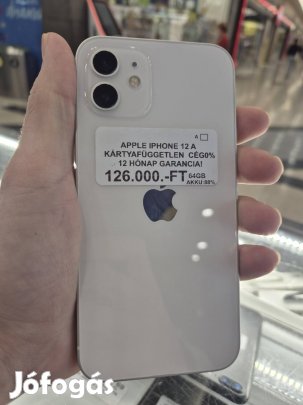 A
APPLE IPHONE 12 A
KÁRTYAFÜGGETLEN CÉG0%
12 HÓNAP GARANCIA!
126.000.-FT 64GB
AKKU:88%
Jófogás